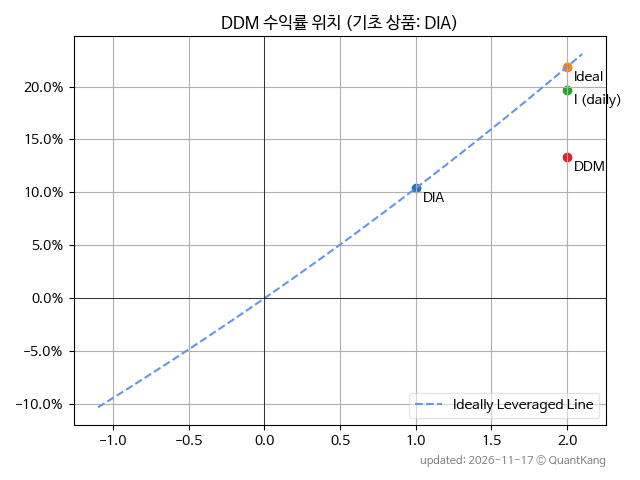 DDM 수익률 위치 (기초 상품: DIA)
20.0%
15.0%
10.0%
5.0%
0.0%
−5.0%
−10.0%
Ideal
I (daily)
DDM
DIA
Ideally Leveraged Line
−1.0 −0.5 0.0 0.5 1.0 1.5 2.0
updated: 2026-11-17 © QuantKang